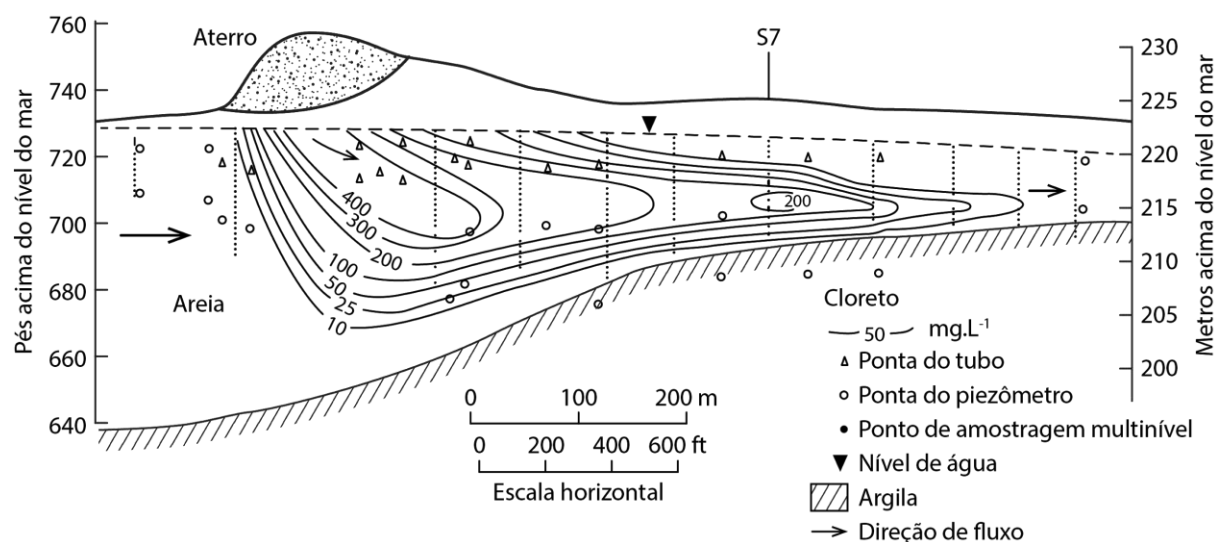 760
740
720
700
680
660
640
Pés acima do nível do mar
Aterro
S7
230
225
220
215
210
205
200
Metros acima do nível do mar
400
300
200
100
50
25
10
200
Areia
0 100 200 m
0 200 400 600 ft
Escala horizontal
Cloreto
50 mg.L⁻¹
Ponta do tubo
Ponta do piezômetro
Ponto de amostragem multinível
Nível de água
Argila
Direção de fluxo